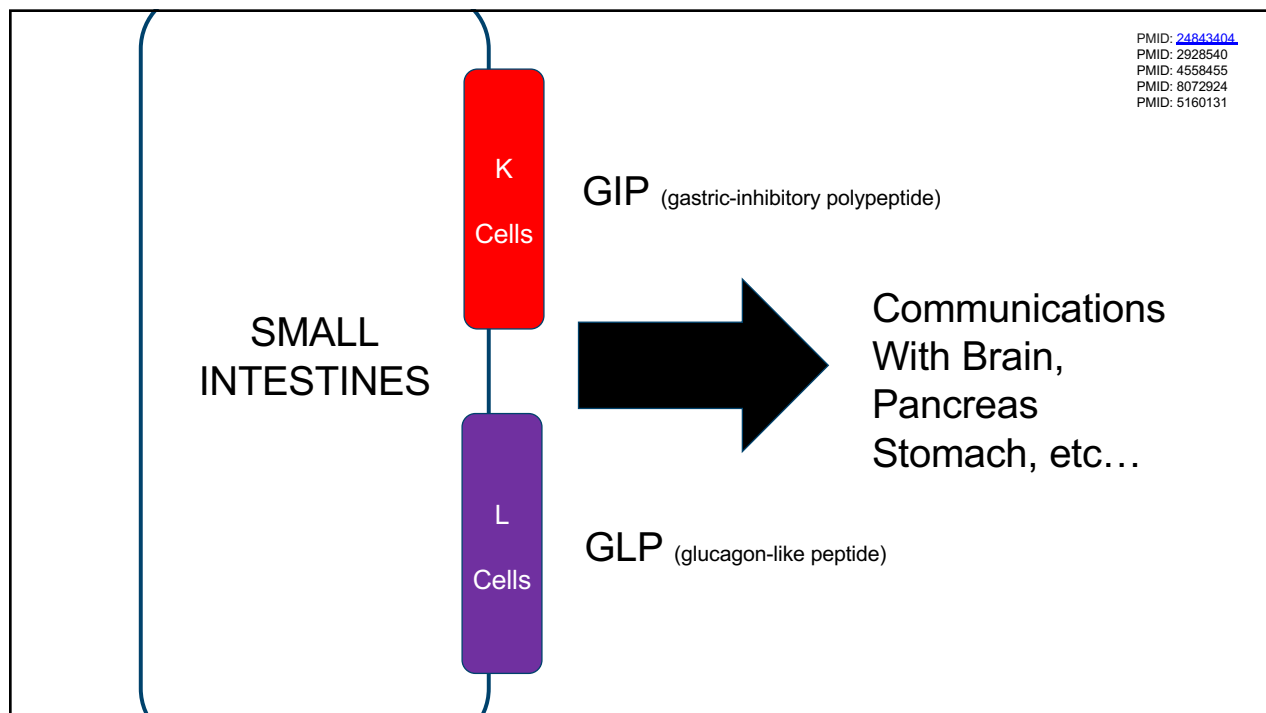 PMID: 24843404
PMID: 2928540
PMID: 4558455
PMID: 8072924
PMID: 5160131
K
Cells
GIP (gastric-inhibitory polypeptide)
SMALL
INTESTINES
Communications
With Brain,
Pancreas
Stomach, etc…
L
Cells
GLP (glucagon-like peptide)